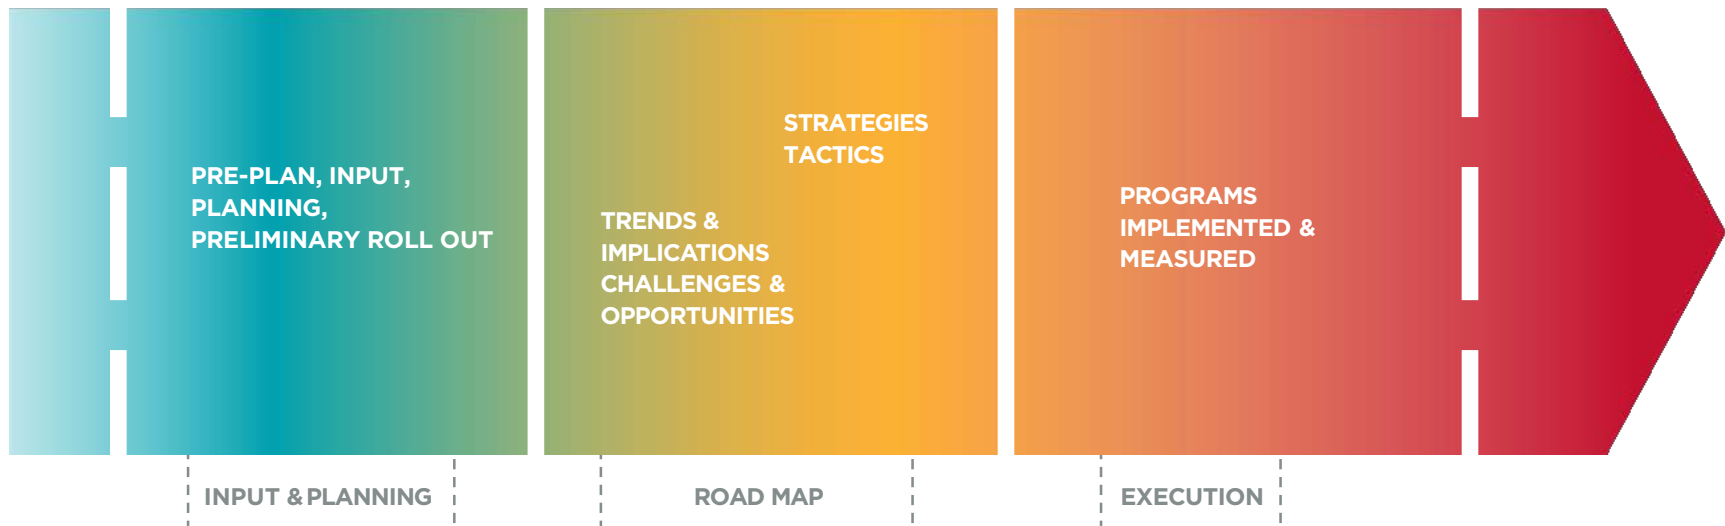 PRE-PLAN, INPUT,
PLANNING,
PRELIMINARY ROLL OUT
TRENDS &
IMPLICATIONS
CHALLENGES &
OPPORTUNITIES
STRATEGIES
TACTICS
PROGRAMS
IMPLEMENTED &
MEASURED
INPUT & PLANNING
ROAD MAP
EXECUTION